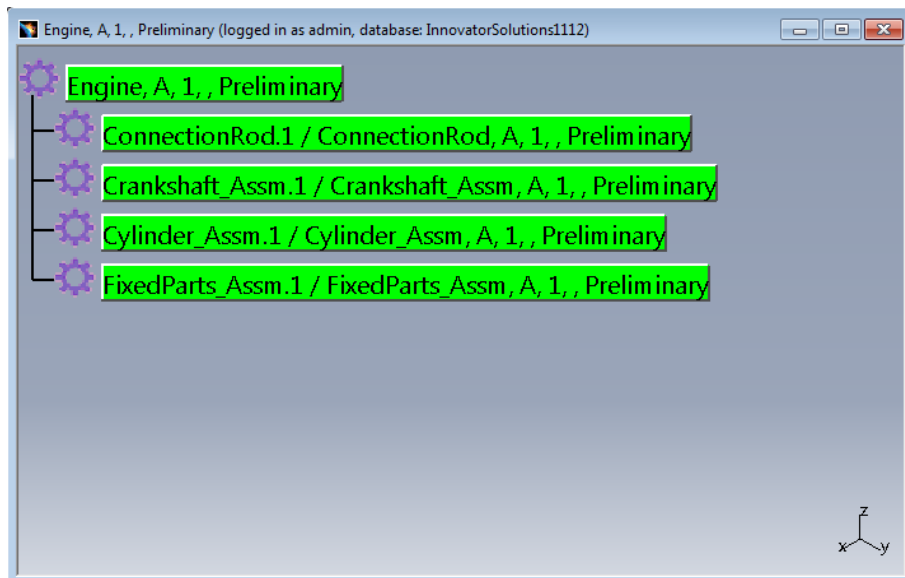 Engine, A, 1, , Preliminary (logged in as admin, database: InnovatorSolutions1112)
Engine, A, 1, , Preliminary
ConnectionRod.1 / ConnectionRod, A, 1, , Preliminary
Crankshaft_Assm.1 / Crankshaft_Assm, A, 1, , Preliminary
Cylinder_Assm.1 / Cylinder_Assm, A, 1, , Preliminary
FixedParts_Assm.1 / FixedParts_Assm, A, 1, , Preliminary
z
x y